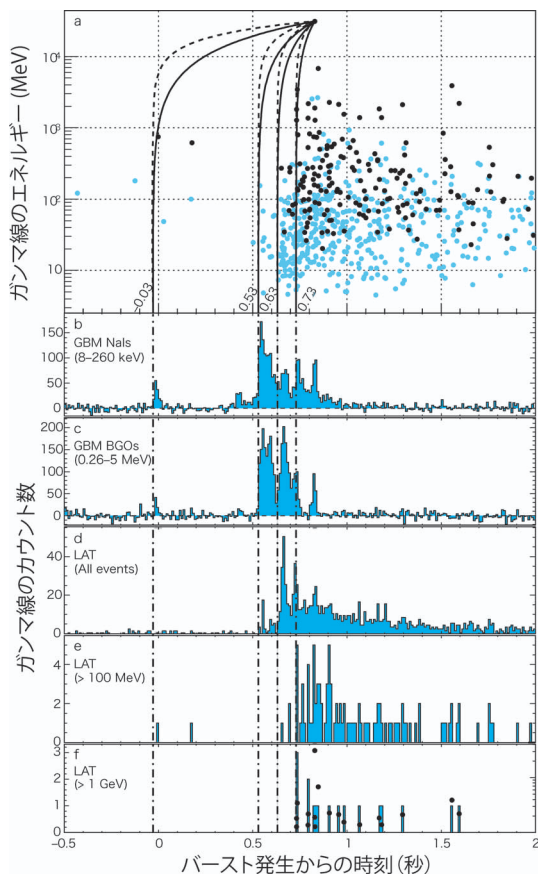 a
ガンマ線のエネルギー(MeV)
10⁴
10³
10²
10
-0.03
0.53
0.63
0.73
ガンマ線のカウント数
b
GBM NaIs
(8–260 keV)
150
100
50
0
c
GBM BGOs
(0.26–5 MeV)
200
150
100
50
0
d
LAT
(All events)
40
20
0
e
LAT
(> 100 MeV)
4
2
0
f
LAT
(> 1 GeV)
3
2
1
0
-0.5 0 0.5 1 1.5 2
バースト発生からの時刻(秒)